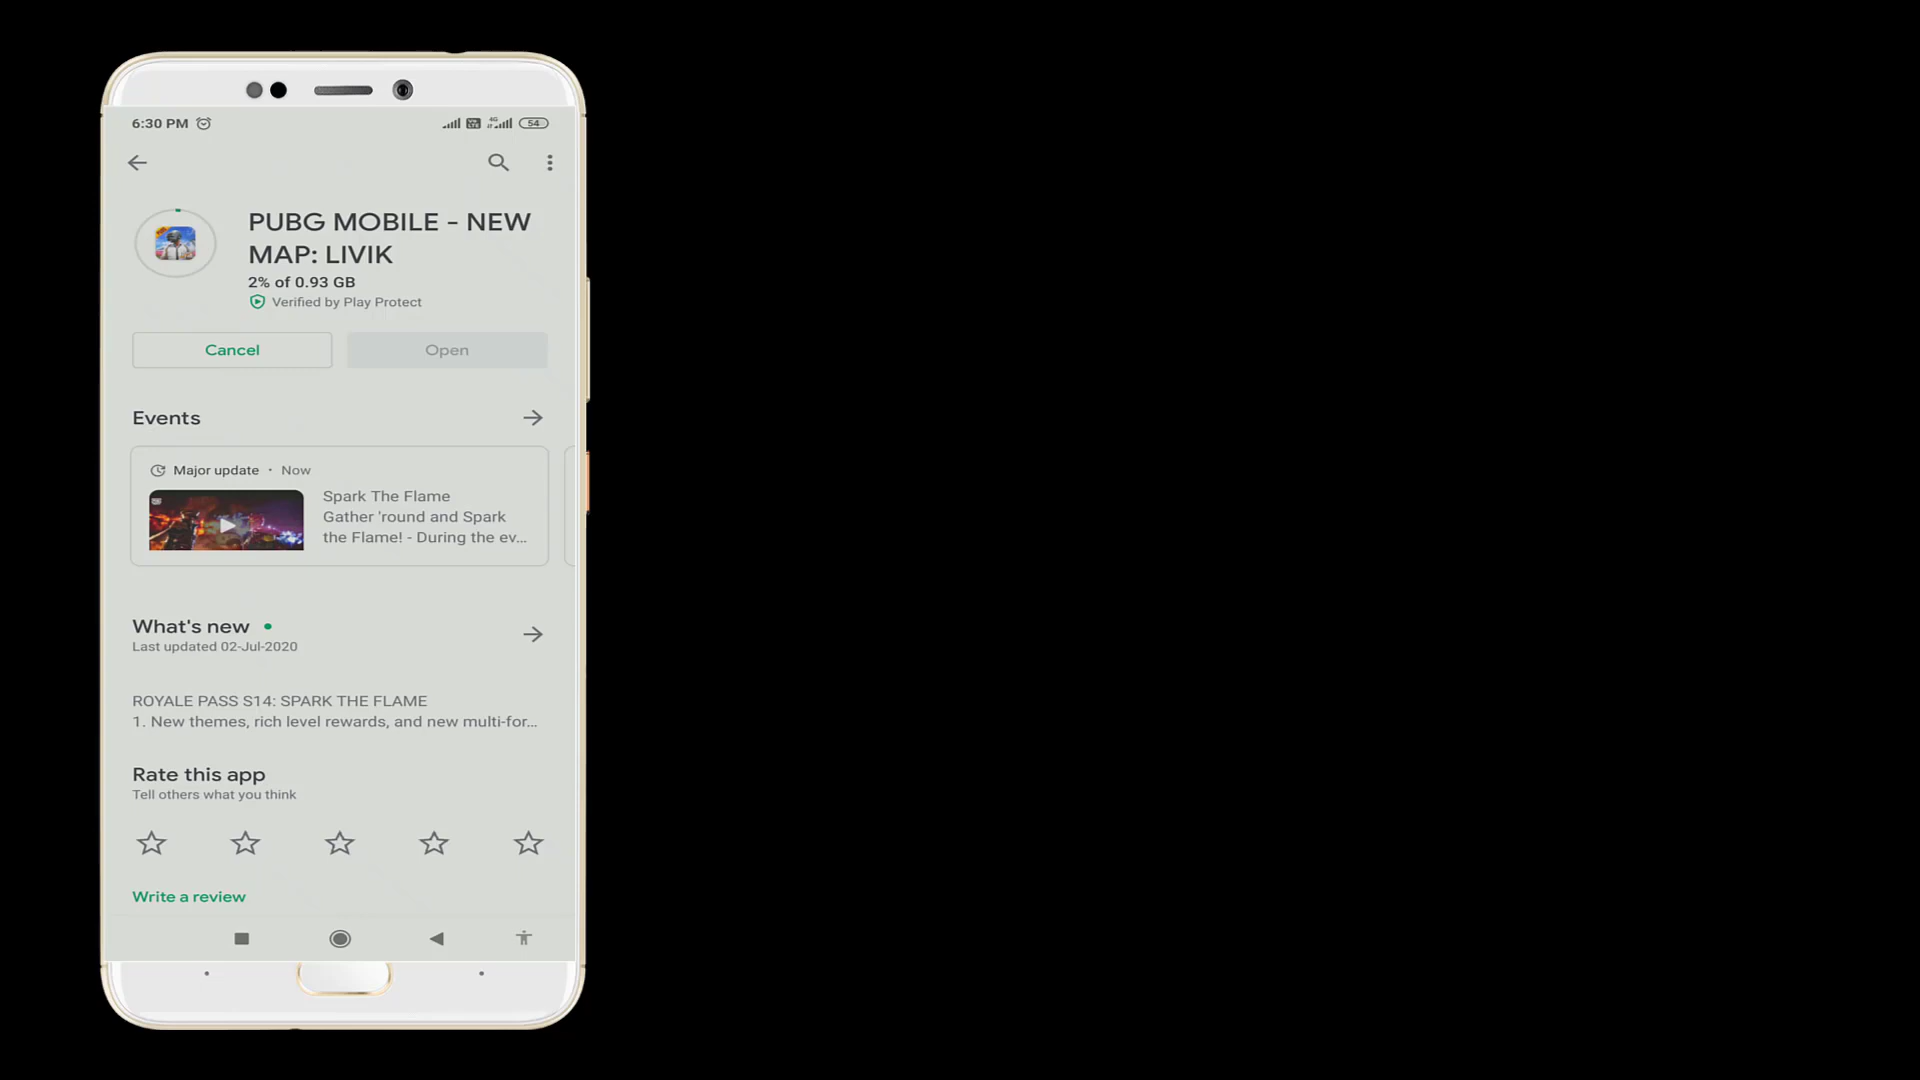 6:30 PM
4G
54
PUBG MOBILE - NEW
MAP: LIVIK
2% of 0.93 GB
Verified by Play Protect
Cancel
Open
Events
Major update · Now
Spark The Flame
Gather 'round and Spark
the Flame! - During the ev...
What's new
Last updated 02-Jul-2020
ROYALE PASS S14: SPARK THE FLAME
1. New themes, rich level rewards, and new multi-for...
Rate this app
Tell others what you think
Write a review